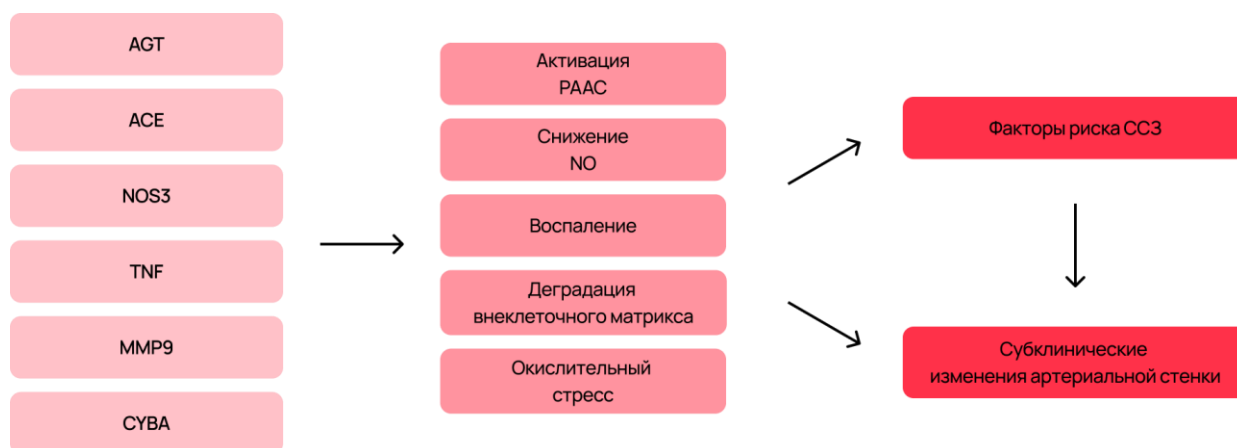 AGT
ACE
NOS3
TNF
MMP9
CYBA
Активация
РААС
Снижение
NO
Воспаление
Деградация
внеклеточного матрикса
Окислительный
стресс
Факторы риска ССЗ
Субклинические
изменения артериальной стенки